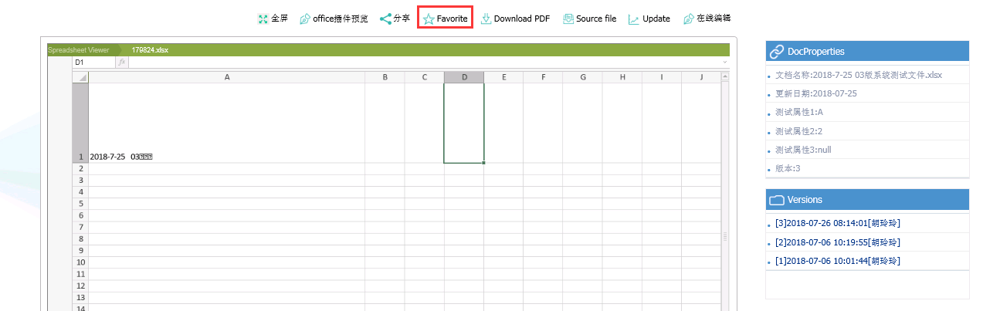 全屏 office插件预览 分享 Favorite Download PDF Source file Update 在线编辑
Spreadsheet Viewer 179824.xlsx
D1 fx
A B C D E F G H I J
1 2018-7-25 03
2
3
4
5
6
7
8
9
10
11
12
13
14
DocProperties
文档名称:2018-7-25 03版系统测试文件.xlsx
更新日期:2018-07-25
测试属性1:A
测试属性2:2
测试属性3:null
版本:3
Versions
[3]2018-07-26 08:14:01[胡玲玲]
[2]2018-07-06 10:19:55[胡玲玲]
[1]2018-07-06 10:01:44[胡玲玲]